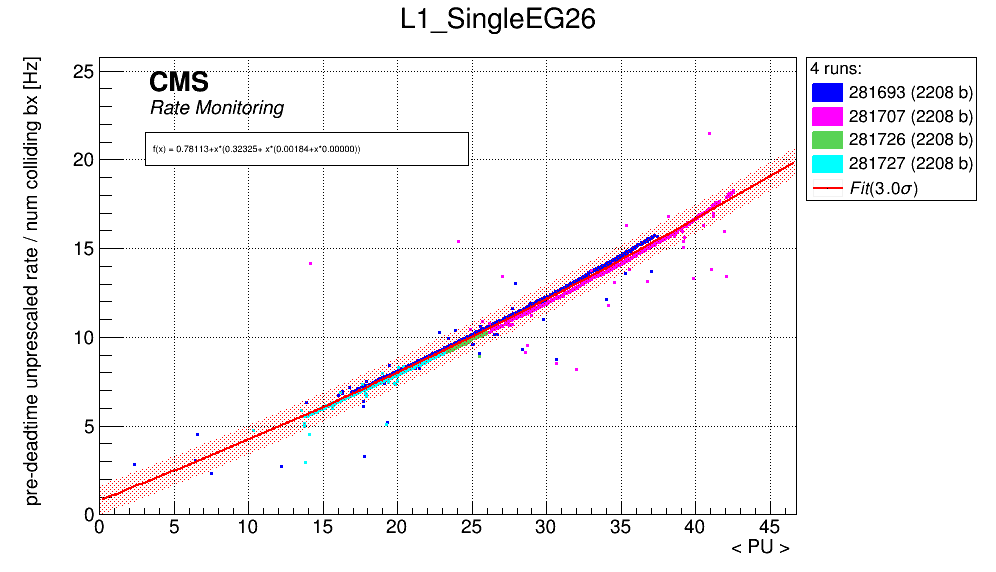 L1_SingleEG26
pre-deadtime unprescaled rate / num colliding bx [Hz]
25
20
15
10
5
0
CMS
Rate Monitoring
f(x) = 0.78113+x*(0.32325+ x*(0.00184+x*0.00000))
0 5 10 15 20 25 30 35 40 45
< PU >
4 runs:
281693 (2208 b)
281707 (2208 b)
281726 (2208 b)
281727 (2208 b)
Fit(3.0σ)